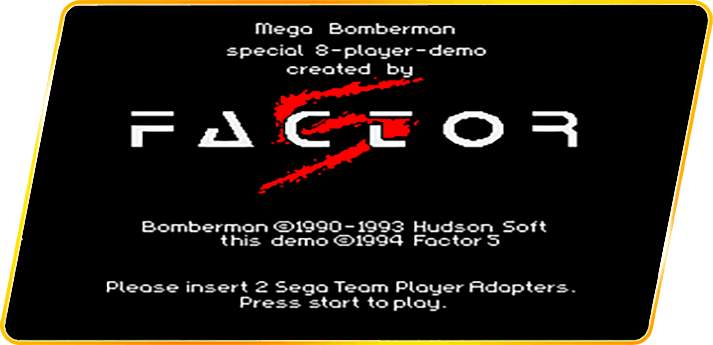 Mega Bomberman
special 8-player-demo
created by
FACTOR 5
Bomberman ©1990-1993 Hudson Soft
this demo ©1994 Factor 5
Please insert 2 Sega Team Player Adapters.
Press start to play.